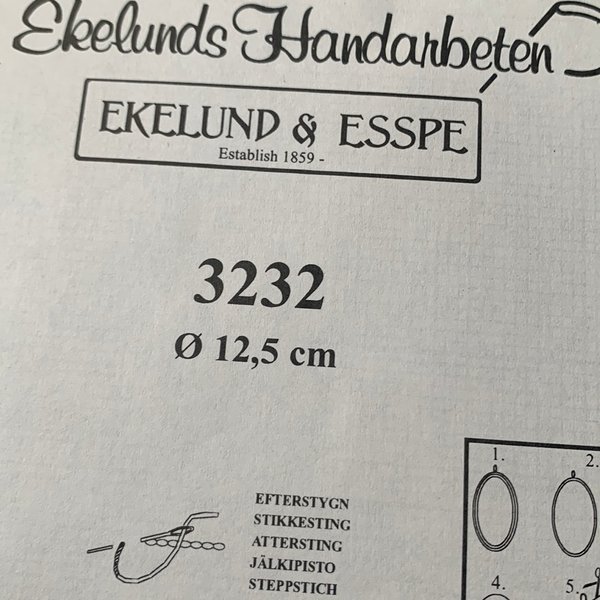 Ekelunds Handarbeten
EKELUND & ESSPE
Establish 1859 -
3232
Ø 12,5 cm
EFTERSTYGN
STIKKESTING
ATTERSTING
JÄLKIPISTO
STEPPSTICH
1. 2.
4. 5.